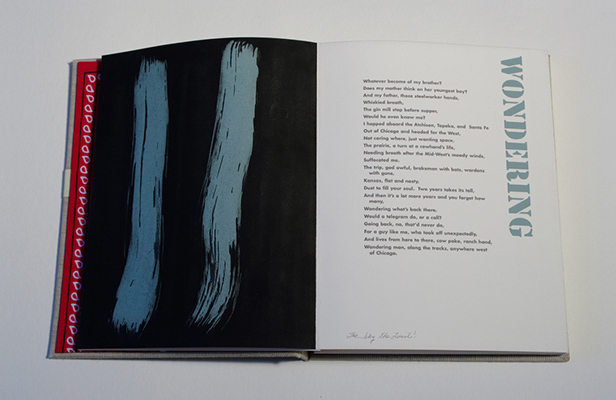 WONDERING
Whatever became of my brother?
Does my mother think on her youngest boy?
And my father, those steelworker hands,
Whiskied breath,
The gin mill stop before supper,
Would he even know me?
I hopped aboard the Atchison, Topeka, and Santa Fe
Out of Chicago and headed for the West,
Not caring where, just wanting space,
The prairie, a turn at a cowhand's life,
Needing breath after the Mid-West's moody winds,
Suffocated me.
The trip, god awful, brakeman with bats, wardens
with guns,
Kansas, flat and nasty,
Dust to fill your soul. Two years takes its toll,
And then it's a lot more years and you forget how
many,
Wondering what's back there.
Would a telegram do, or a call?
Going back, no, that'd never do,
For a guy like me, who took off unexpectedly,
And lives from here to there, cow poke, ranch hand,
Wondering man, along the tracks, anywhere west
of Chicago.